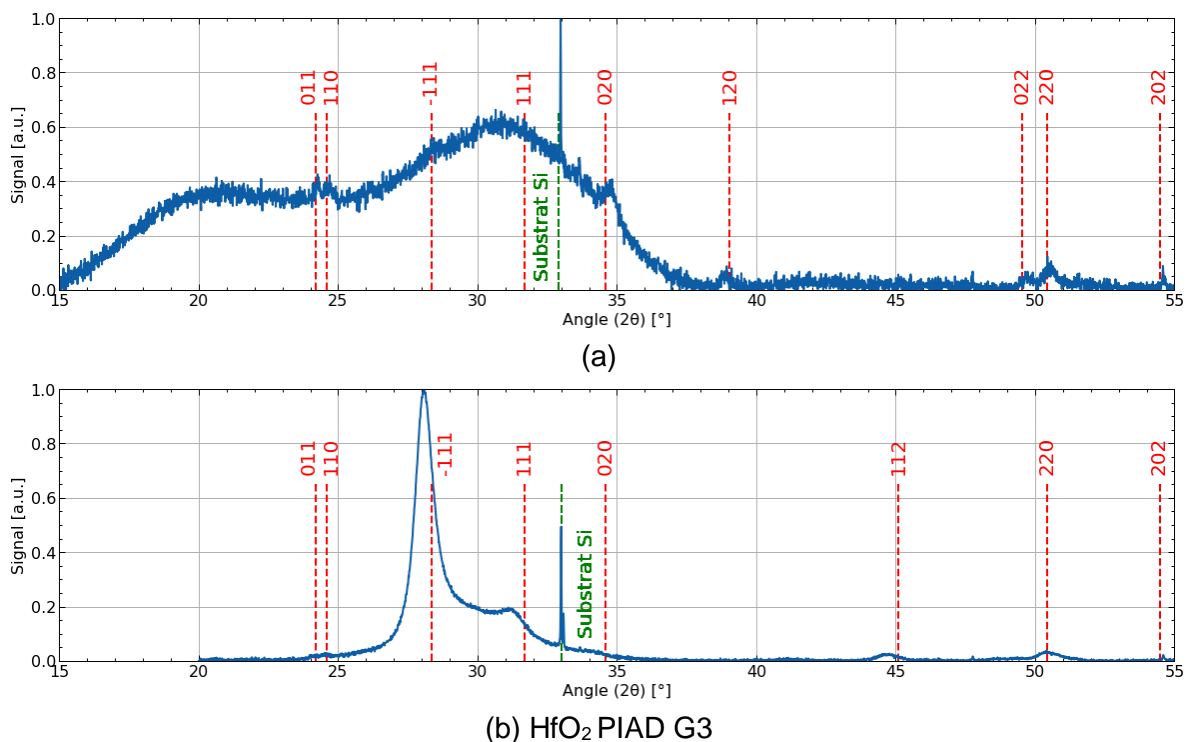 1.0
0.8
0.6
0.4
0.2
0.0
Signal [a.u.]
011
110
-111
111
Substrat Si
020
120
022
220
202
15 20 25 30 35 40 45 50 55
Angle (2θ) [°]
(a)
1.0
0.8
0.6
0.4
0.2
0.0
Signal [a.u.]
011
110
-111
111
Substrat Si
020
112
220
202
15 20 25 30 35 40 45 50 55
Angle (2θ) [°]
(b) HfO₂ PIAD G3